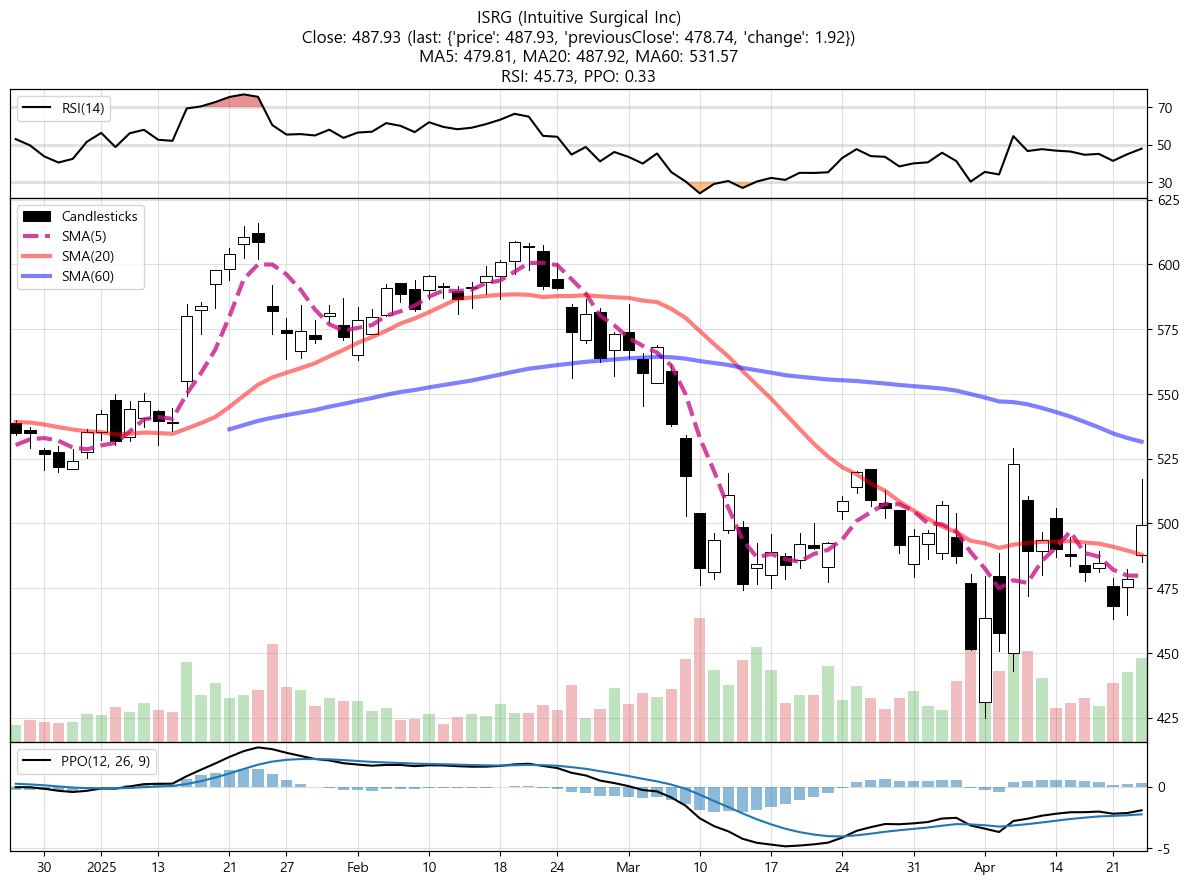 ISRG (Intuitive Surgical Inc)
Close: 487.93 (last: {'price': 487.93, 'previousClose': 478.74, 'change': 1.92})
MA5: 479.81, MA20: 487.92, MA60: 531.57
RSI: 45.73, PPO: 0.33
RSI(14)
70
50
30
Candlesticks
SMA(5)
SMA(20)
SMA(60)
625
600
575
550
525
500
475
450
425
PPO(12, 26, 9)
0
-5
30 2025 13 21 27 Feb 10 18 24 Mar 10 17 24 31 Apr 14 21